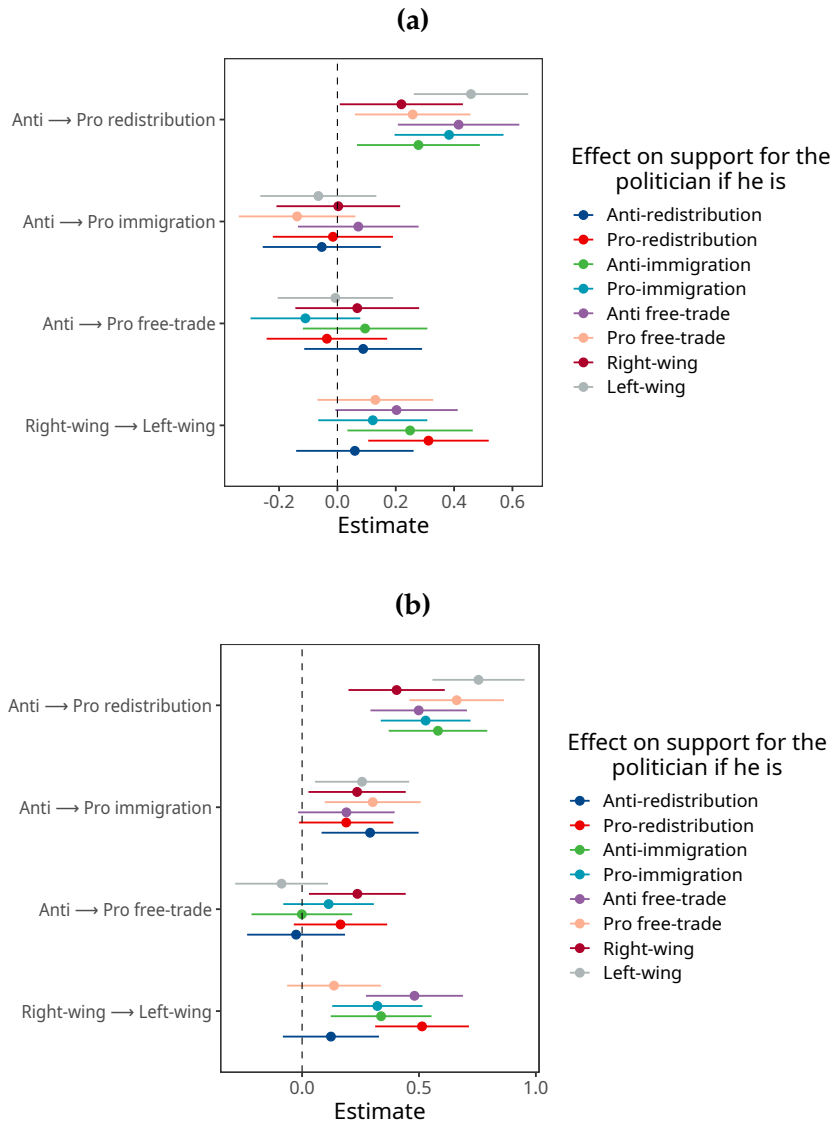 (a)
Anti ⟶ Pro redistribution
Anti ⟶ Pro immigration
Anti ⟶ Pro free-trade
Right-wing ⟶ Left-wing
-0.2 0.0 0.2 0.4 0.6
Estimate
Effect on support for the
politician if he is
Anti-redistribution
Pro-redistribution
Anti-immigration
Pro-immigration
Anti free-trade
Pro free-trade
Right-wing
Left-wing
(b)
Anti ⟶ Pro redistribution
Anti ⟶ Pro immigration
Anti ⟶ Pro free-trade
Right-wing ⟶ Left-wing
0.0 0.5 1.0
Estimate
Effect on support for the
politician if he is
Anti-redistribution
Pro-redistribution
Anti-immigration
Pro-immigration
Anti free-trade
Pro free-trade
Right-wing
Left-wing